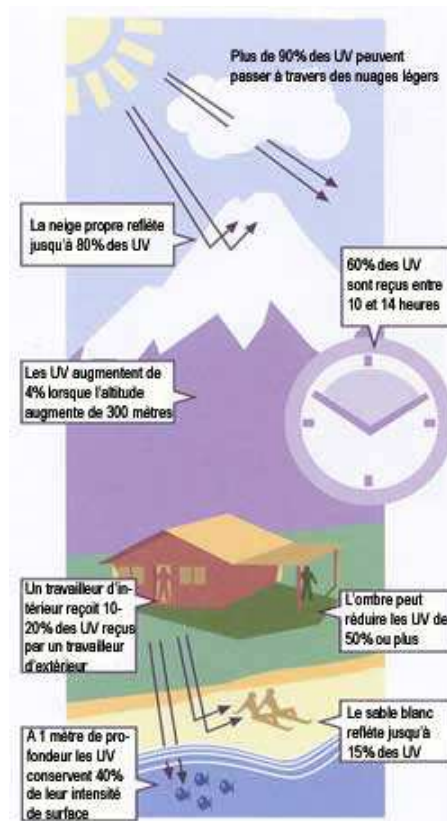 Plus de 90% des UV peuvent
passer à travers des nuages légers
La neige propre reflète
jusqu'à 80% des UV
60% des UV
sont reçus entre
10 et 14 heures
Les UV augmentent de
4% lorsque l'altitude
augmente de 300 mètres
Un travailleur d'in-
térieur reçoit 10-
20% des UV reçus
par un travailleur
d'extérieur
L'ombre peut
réduire les UV de
50% ou plus
Le sable blanc
reflète jusqu'à
15% des UV
A 1 mètre de pro-
fondeur les UV
conservent 40%
de leur intensité
de surface